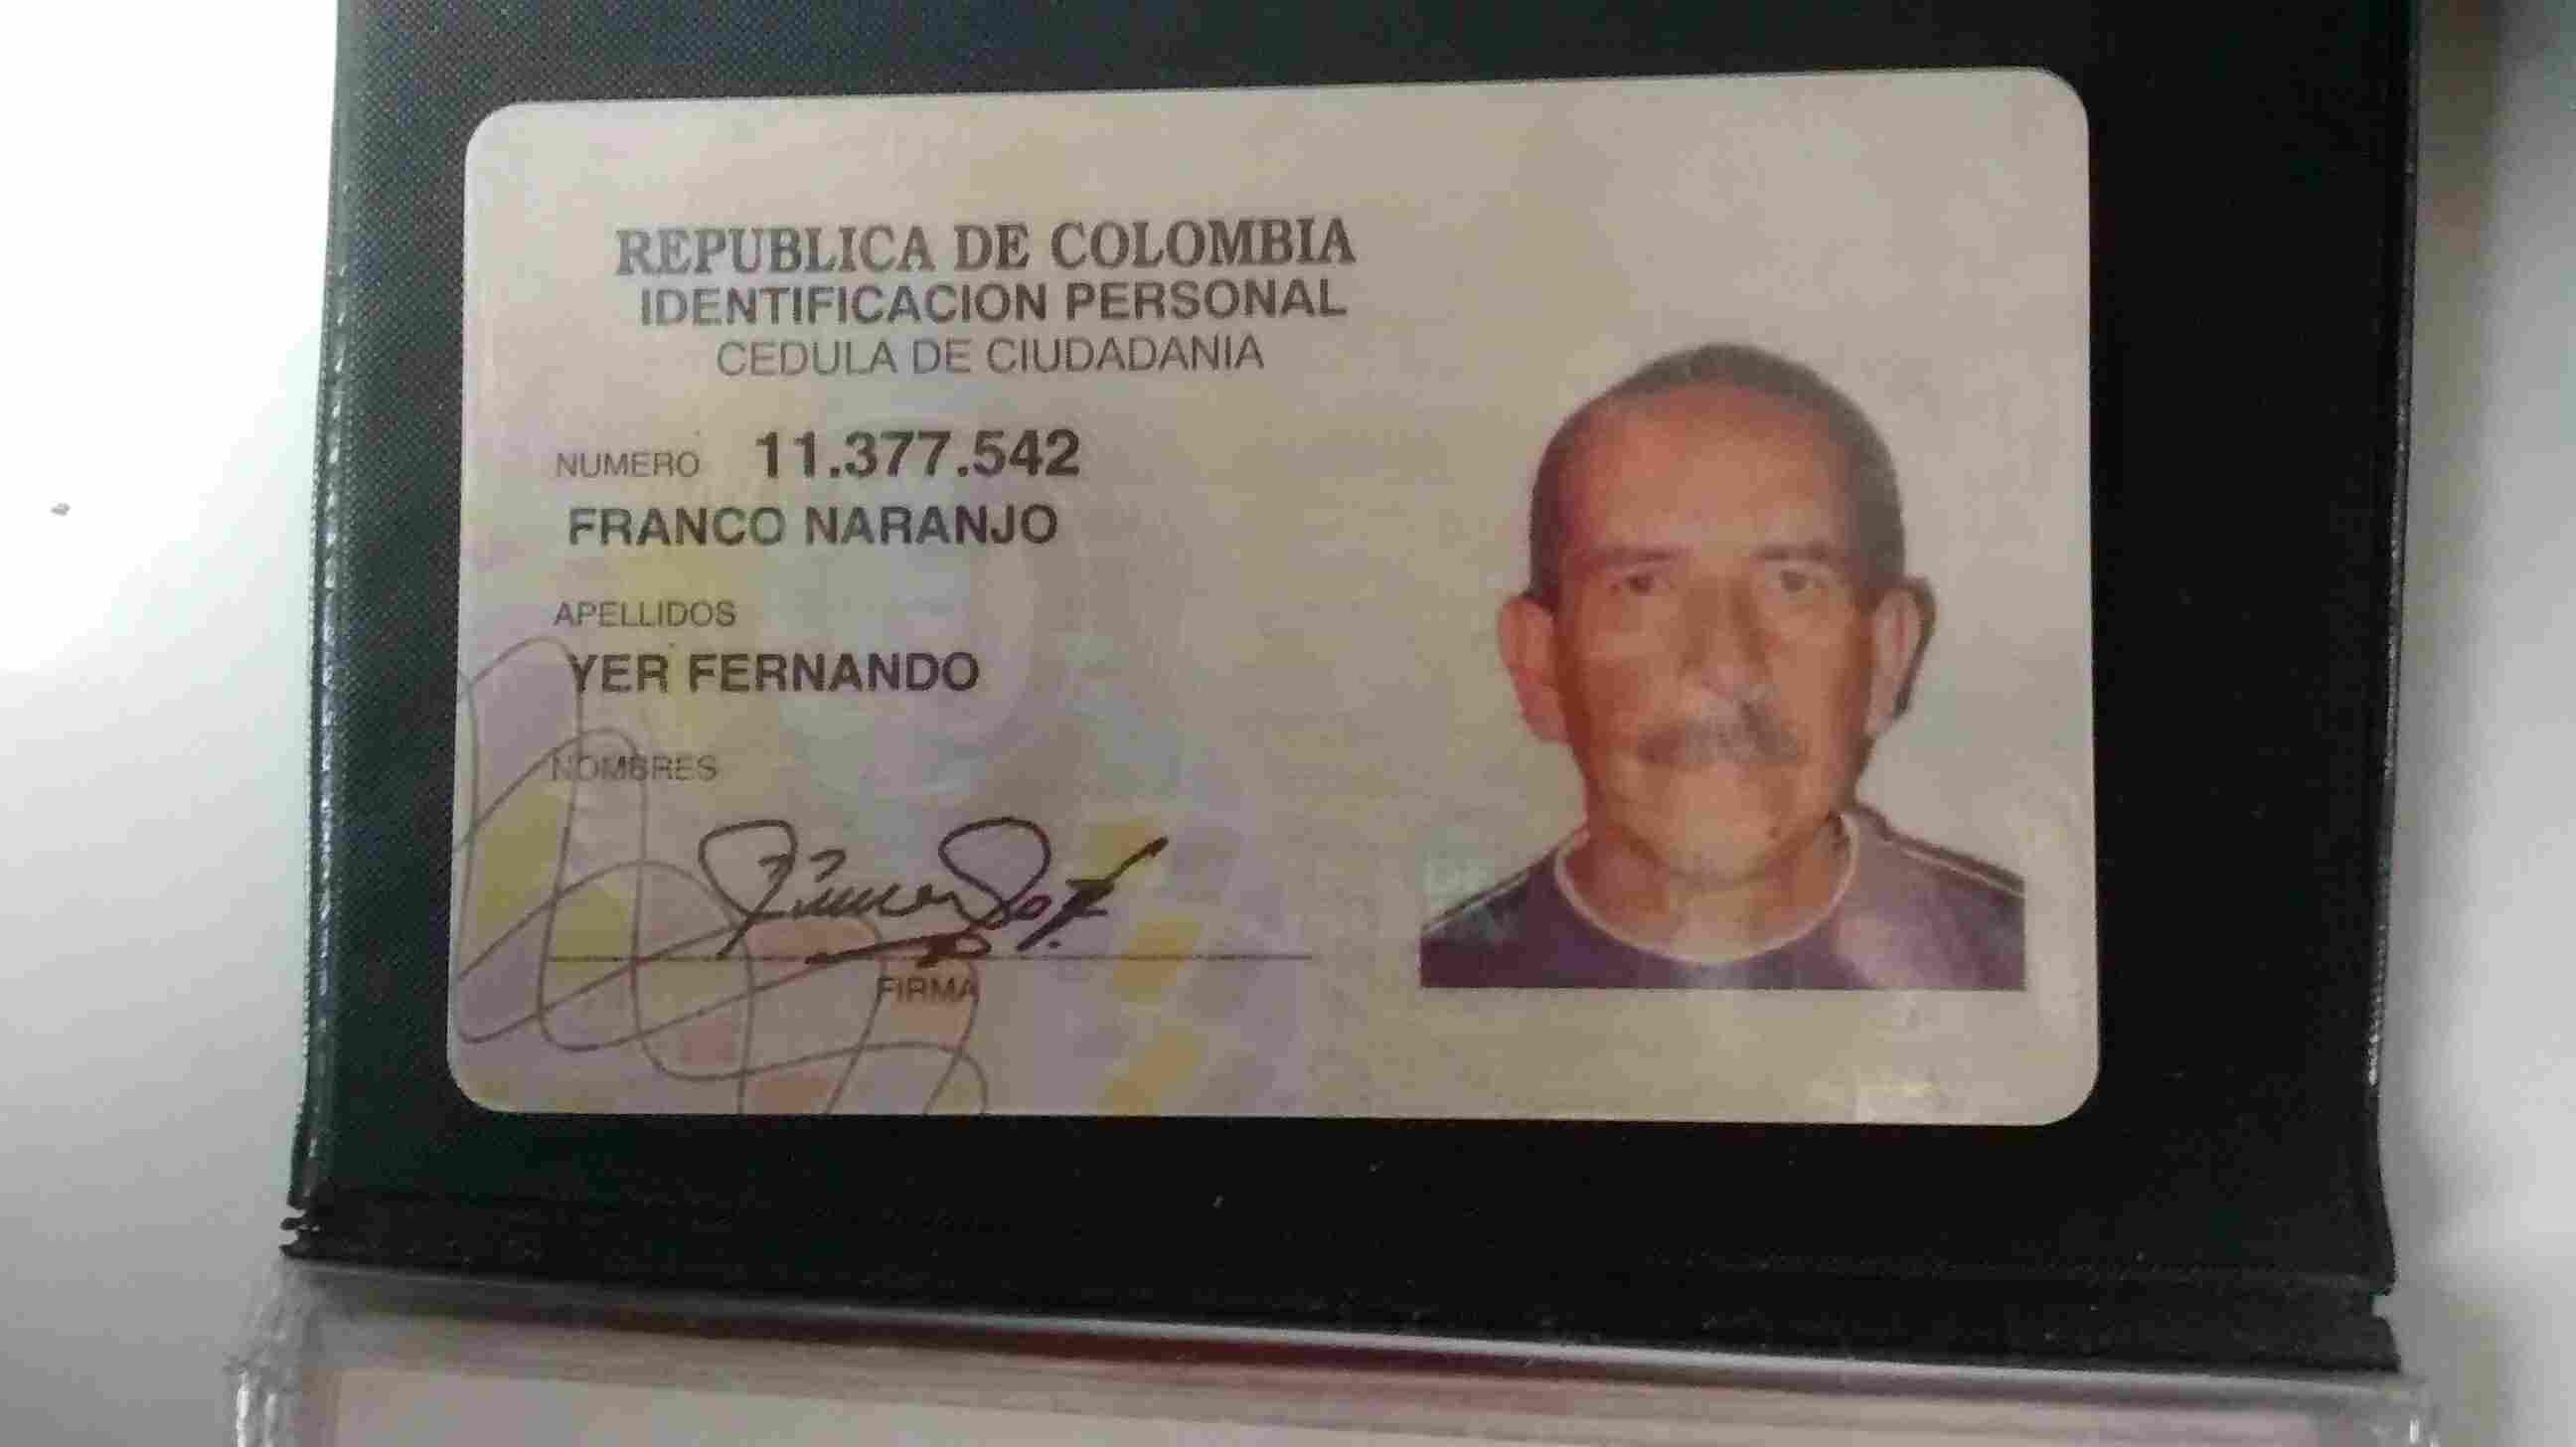 REPUBLICA DE COLOMBIA
IDENTIFICACION PERSONAL
CEDULA DE CIUDADANIA
NUMERO 11.377.542
FRANCO NARANJO
APELLIDOS
YER FERNANDO
NOMBRES
FIRMA